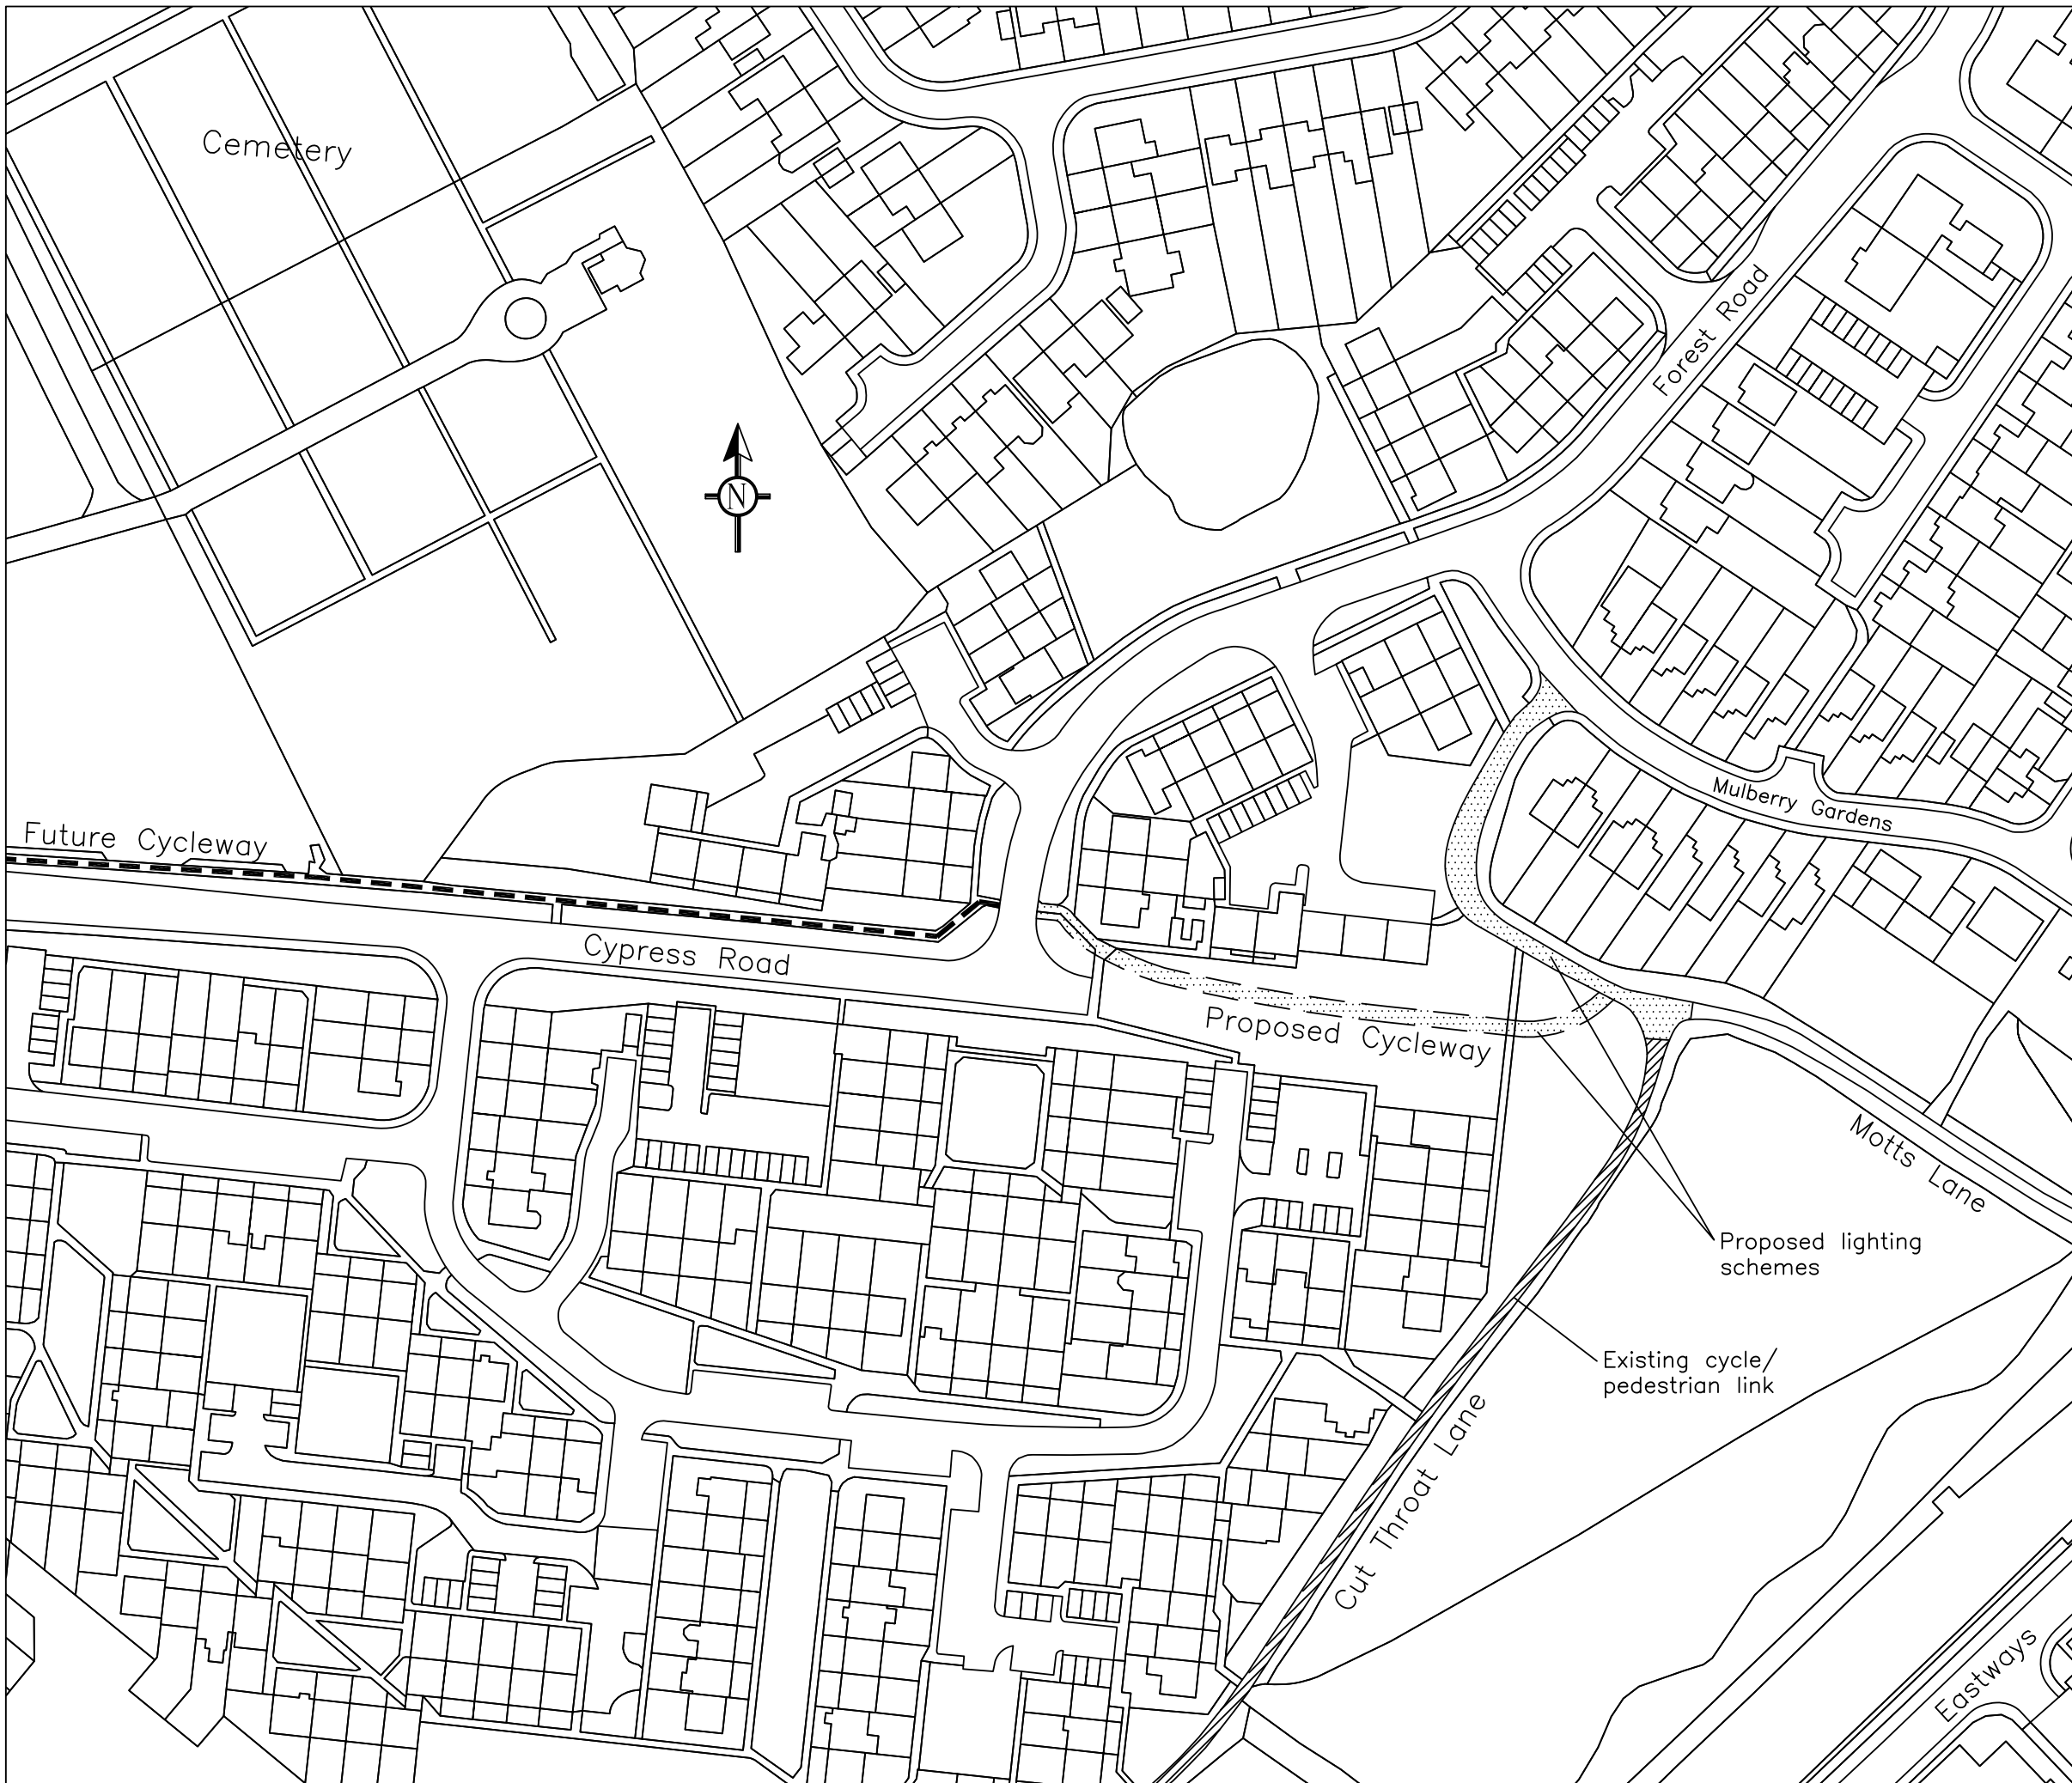 Cemetery
Forest Road
N
Mulberry Gardens
Future Cycleway
Cypress Road
Proposed Cycleway
Motts Lane
Proposed lighting
schemes
Existing cycle/
pedestrian link
Cut Throat Lane
Eastways